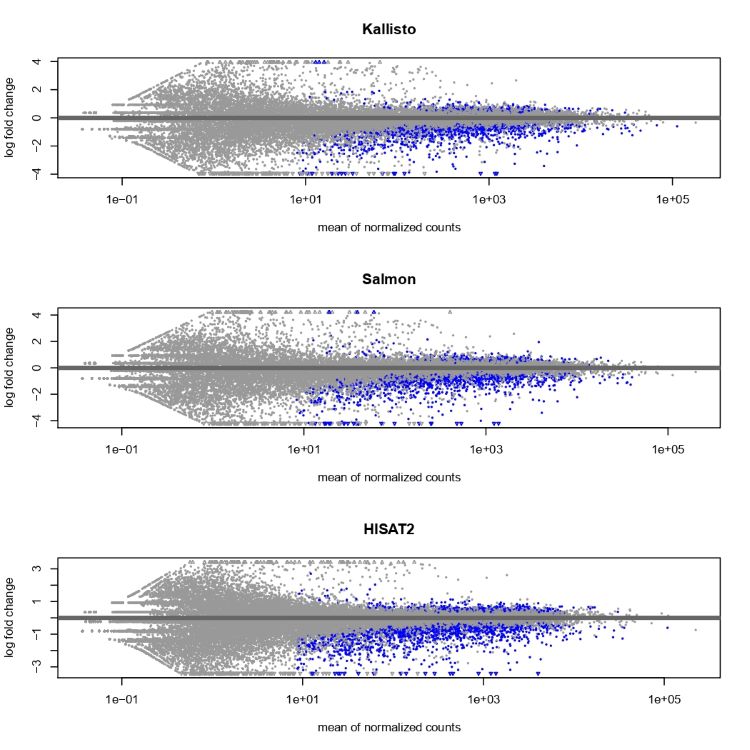 Kallisto
4
2
0
−2
−4
log fold change
1e−01 1e+01 1e+03 1e+05
mean of normalized counts
Salmon
4
2
0
−2
−4
log fold change
1e−01 1e+01 1e+03 1e+05
mean of normalized counts
HISAT2
3
1
−1
−3
log fold change
1e−01 1e+01 1e+03 1e+05
mean of normalized counts